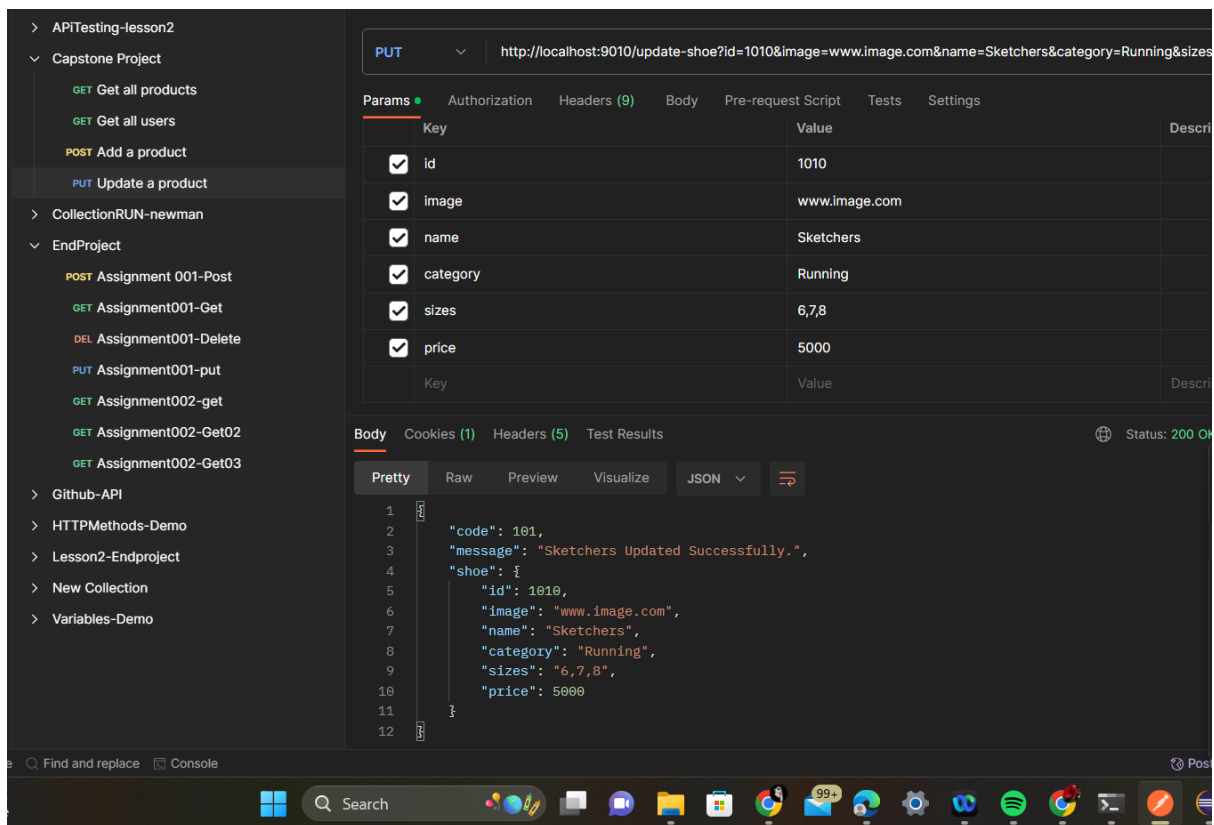 APiTesting-lesson2
Capstone Project
GET Get all products
GET Get all users
POST Add a product
PUT Update a product
CollectionRUN-newman
EndProject
POST Assignment 001-Post
GET Assignment001-Get
DEL Assignment001-Delete
PUT Assignment001-put
GET Assignment002-get
GET Assignment002-Get02
GET Assignment002-Get03
Github-API
HTTPMethods-Demo
Lesson2-Endproject
New Collection
Variables-Demo
PUT http://localhost:9010/update-shoe?id=1010&image=www.image.com&name=Sketchers&category=Running&sizes
Params Authorization Headers (9) Body Pre-request Script Tests Settings
Key Value Descri
id 1010
image www.image.com
name Sketchers
category Running
sizes 6,7,8
price 5000
Key Value Descri
Body Cookies (1) Headers (5) Test Results Status: 200 OK
Pretty Raw Preview Visualize JSON
1 {
2 "code": 101,
3 "message": "Sketchers Updated Successfully.",
4 "shoe": {
5 "id": 1010,
6 "image": "www.image.com",
7 "name": "Sketchers",
8 "category": "Running",
9 "sizes": "6,7,8",
10 "price": 5000
11 }
12 }
e Find and replace Console Post
Search 99+